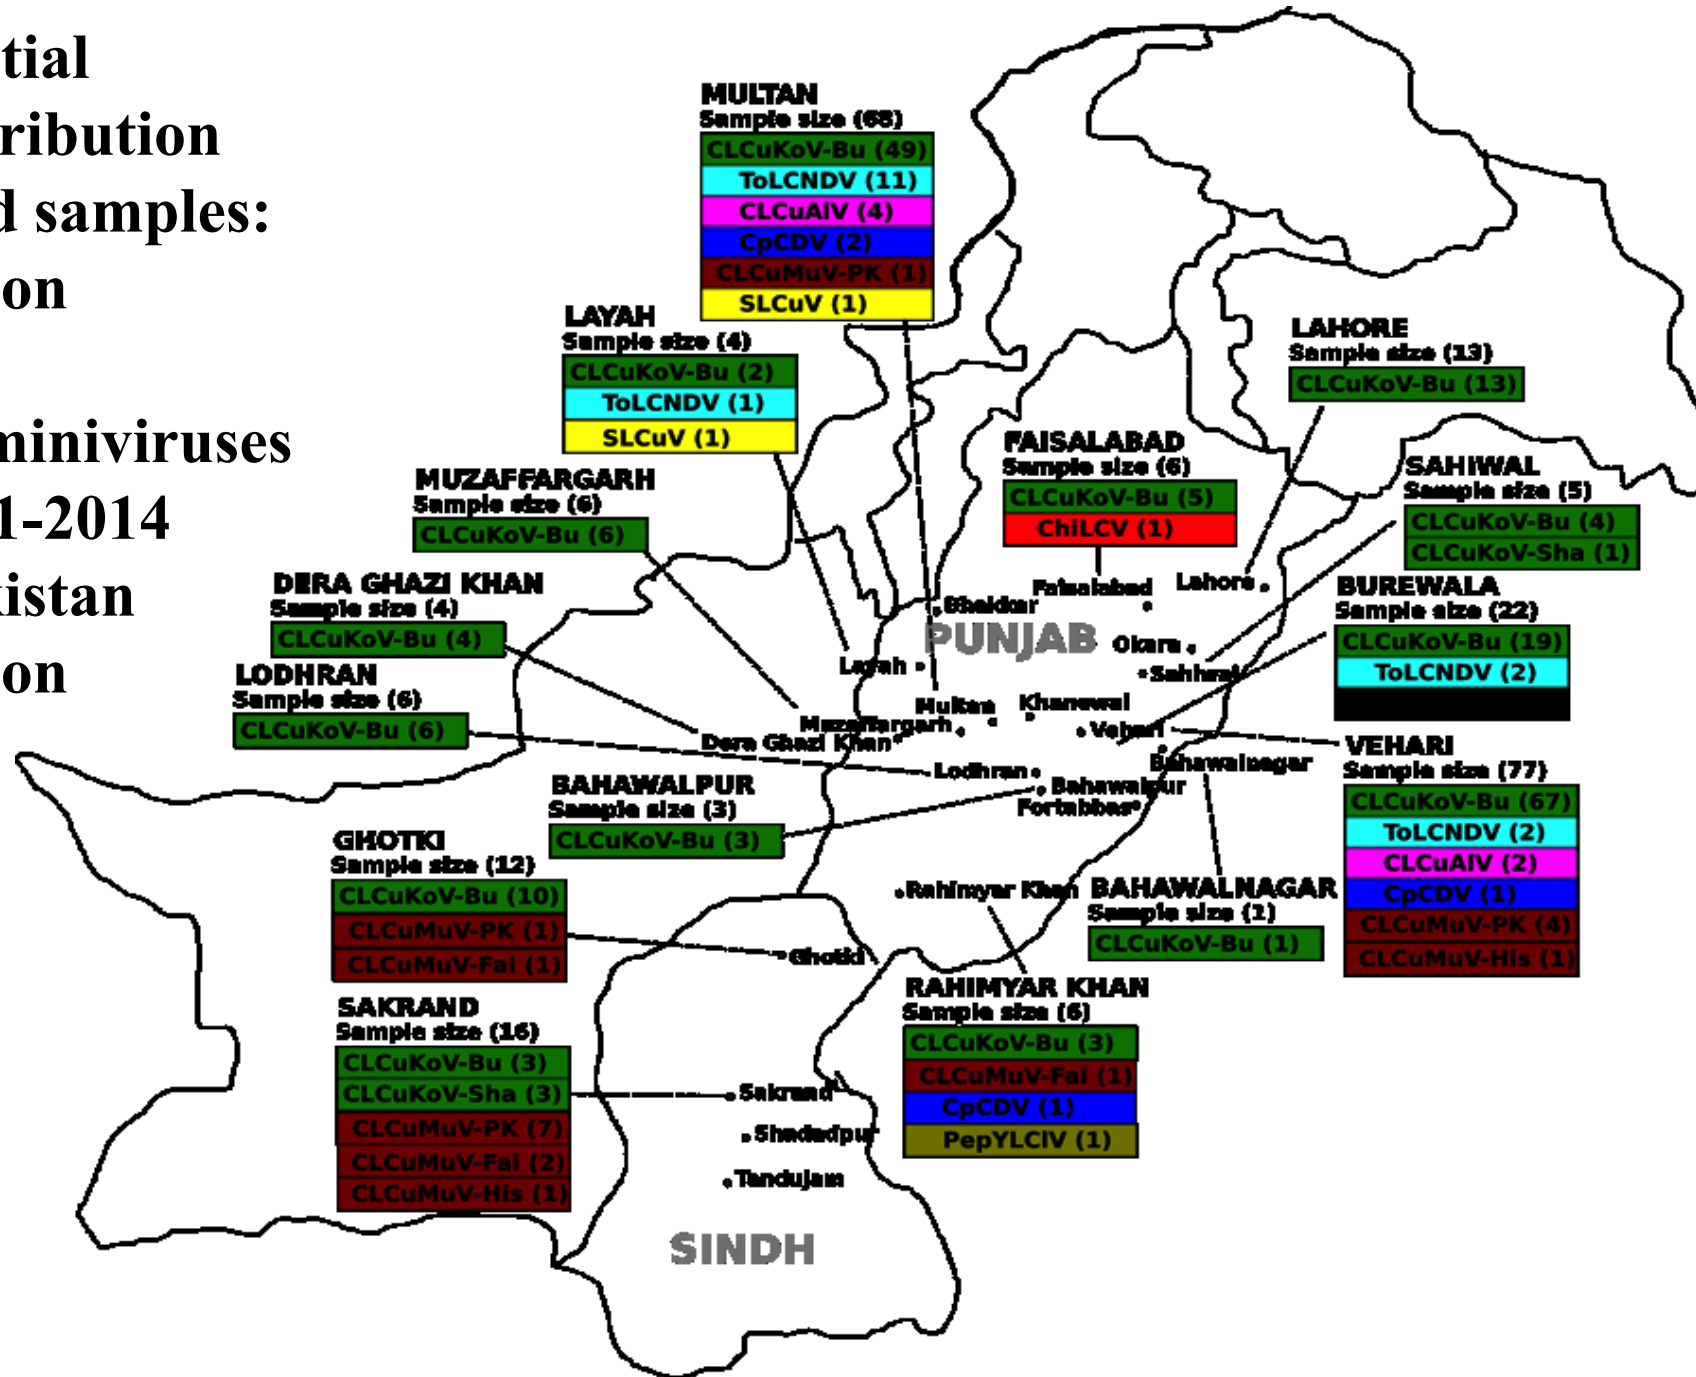 tial
ribution
d samples:
on
miniviruses
1-2014
kistan
on
MULTAN
Sample size (68)
CLCuKoV-Bu (49)
ToLCNDV (11)
CLCuAlV (4)
CpCDV (2)
CLCuMuV-PK (1)
SLCuV (1)
LAYAH
Sample size (4)
CLCuKoV-Bu (2)
ToLCNDV (1)
SLCuV (1)
LAHORE
Sample size (13)
CLCuKoV-Bu (13)
FAISALABAD
Sample size (6)
CLCuKoV-Bu (5)
ChiLCV (1)
SAHIWAL
Sample size (5)
CLCuKoV-Bu (4)
CLCuKoV-Sha (1)
MUZAFFARGARH
Sample size (6)
CLCuKoV-Bu (6)
DERA GHAZI KHAN
Sample size (4)
CLCuKoV-Bu (4)
BUREWALA
Sample size (22)
CLCuKoV-Bu (19)
ToLCNDV (2)
LODHRAN
Sample size (6)
CLCuKoV-Bu (6)
Faisalabad
Lahore
Bhakkar
PUNJAB
Okara
Layah
Sahiwal
Multan
Khanewal
Muzaffargarh
Vehari
Dera Ghazi Khan
Bahawalnagar
Lodhran
Bahawalpur
Fortabbas
VEHARI
Sample size (77)
CLCuKoV-Bu (67)
ToLCNDV (2)
CLCuAlV (2)
CpCDV (1)
CLCuMuV-PK (4)
CLCuMuV-His (1)
BAHAWALPUR
Sample size (3)
CLCuKoV-Bu (3)
GHOTKI
Sample size (12)
CLCuKoV-Bu (10)
CLCuMuV-PK (1)
CLCuMuV-Fai (1)
Rahimyar Khan
BAHAWALNAGAR
Sample size (1)
CLCuKoV-Bu (1)
Ghotki
RAHIMYAR KHAN
Sample size (6)
CLCuKoV-Bu (3)
CLCuMuV-Fai (1)
CpCDV (1)
PepYLCIV (1)
SAKRAND
Sample size (16)
CLCuKoV-Bu (3)
CLCuKoV-Sha (3)
CLCuMuV-PK (7)
CLCuMuV-Fai (2)
CLCuMuV-His (1)
Sakrand
Shadadpur
Tandujam
SINDH